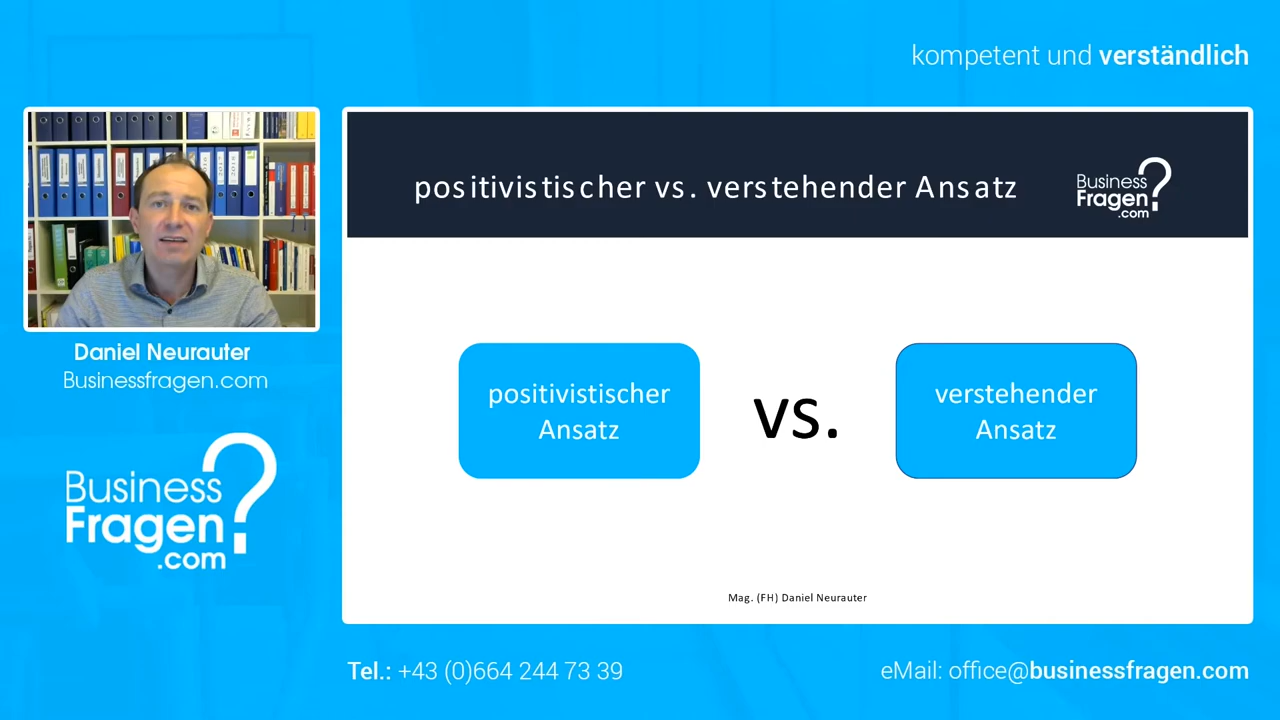 kompetent und verständlich
positivistischer vs. verstehender Ansatz
Business
Fragen
.com
Daniel Neurauter
Businessfragen.com
Business
Fragen
.com
positivistischer
Ansatz
vs.
verstehender
Ansatz
Mag. (FH) Daniel Neurauter
Tel.: +43 (0)664 244 73 39
eMail: office@businessfragen.com